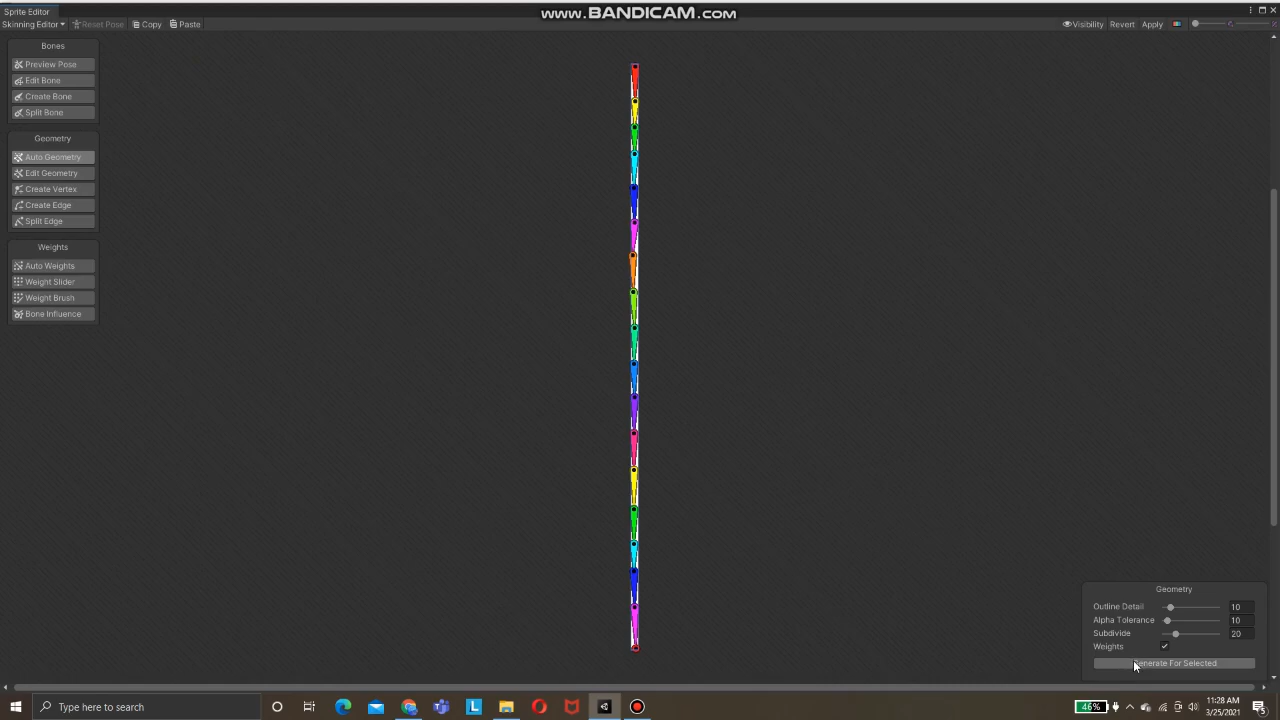 Sprite Editor
www.BANDICAM.com
Skinning Editor
Reset Pose
Copy
Paste
Visibility
Revert
Apply
Bones
Preview Pose
Edit Bone
Create Bone
Split Bone
Geometry
Auto Geometry
Edit Geometry
Create Vertex
Create Edge
Split Edge
Weights
Auto Weights
Weight Slider
Weight Brush
Bone Influence
Geometry
Outline Detail 10
Alpha Tolerance 10
Subdivide 20
Weights
Generate For Selected
Type here to search
46%
11:28 AM
3/25/2021
5